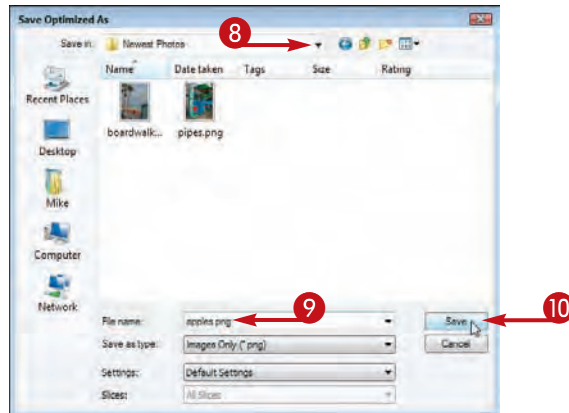 Save Optimized As
Save in: Newest Photos
8
Name Date taken Tags Size Rating
Recent Places
boardwalk... pipes.png
Desktop
Mike
Computer
Network
File name: apples.png
9
Save
10
Save as type: Images Only (*.png)
Cancel
Settings: Default Settings
Slices: All Slices